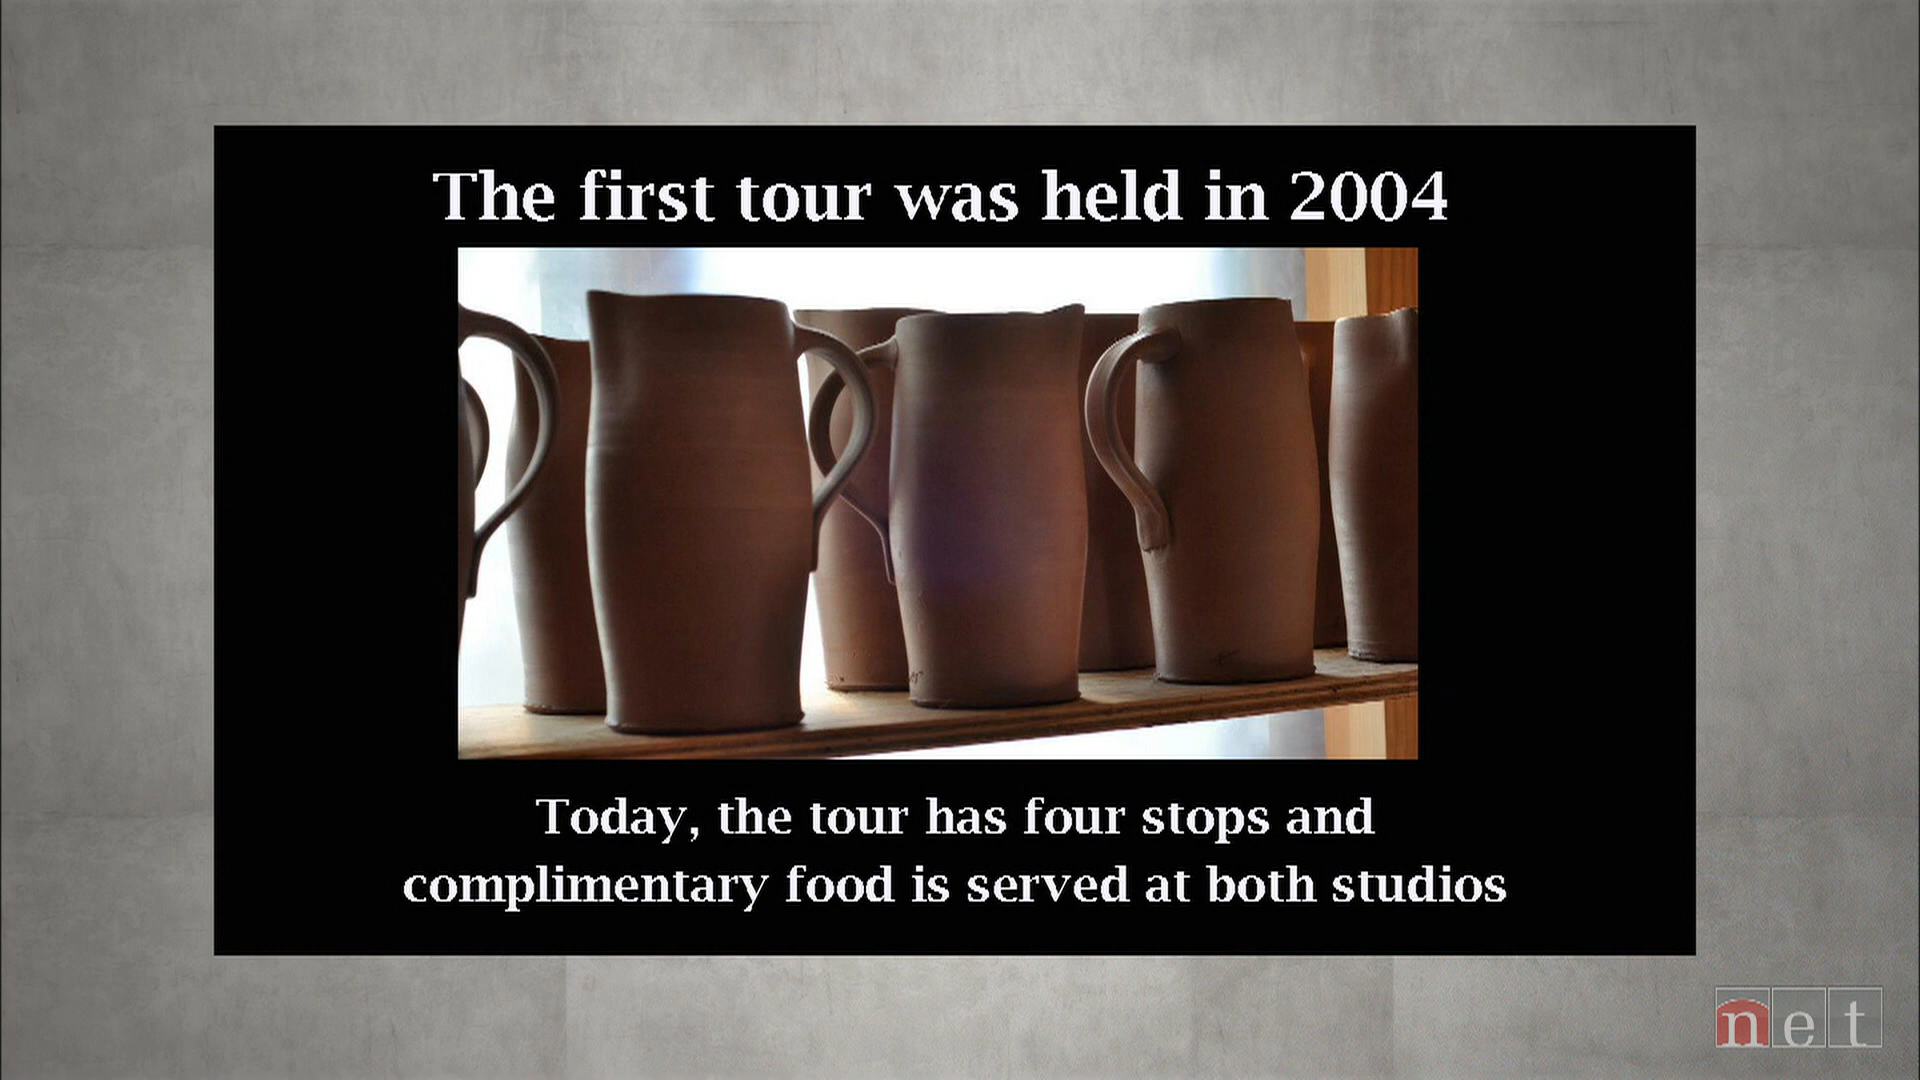 The first tour was held in 2004
Today, the tour has four stops and
complimentary food is served at both studios
net